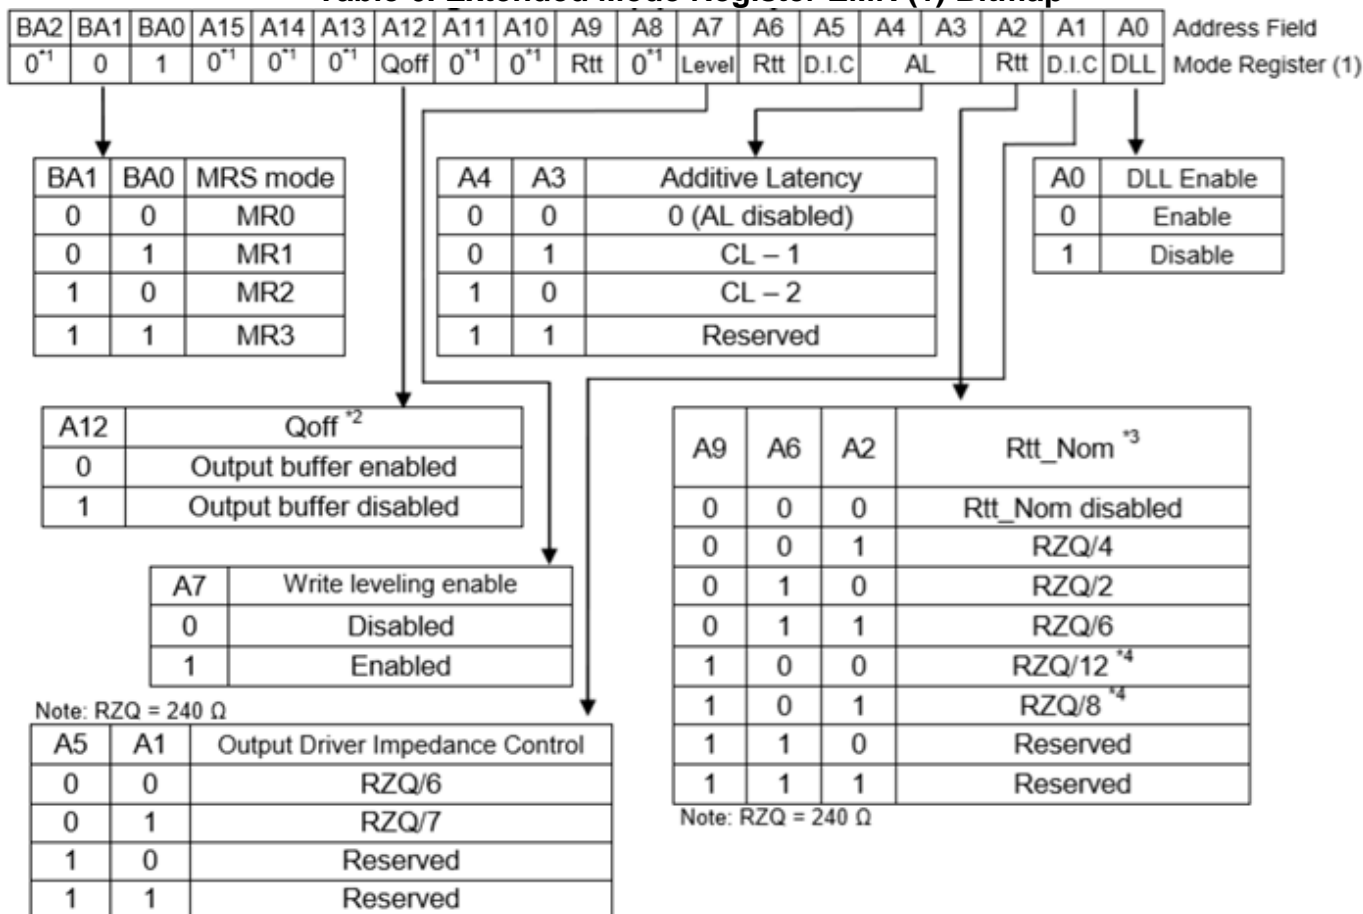 Table 6. Extended Mode Register EMR (1) Bitmap
BA2 BA1 BA0 A15 A14 A13 A12 A11 A10 A9 A8 A7 A6 A5 A4 A3 A2 A1 A0 Address Field
0*1 0 1 0*1 0*1 0*1 Qoff 0*1 0*1 Rtt 0*1 Level Rtt D.I.C AL Rtt D.I.C DLL Mode Register (1)
BA1 BA0 MRS mode
0 0 MR0
0 1 MR1
1 0 MR2
1 1 MR3
A4 A3 Additive Latency
0 0 0 (AL disabled)
0 1 CL – 1
1 0 CL – 2
1 1 Reserved
A0 DLL Enable
0 Enable
1 Disable
A12 Qoff *2
0 Output buffer enabled
1 Output buffer disabled
A9 A6 A2 Rtt_Nom *3
0 0 0 Rtt_Nom disabled
0 0 1 RZQ/4
0 1 0 RZQ/2
0 1 1 RZQ/6
1 0 0 RZQ/12 *4
1 0 1 RZQ/8 *4
1 1 0 Reserved
1 1 1 Reserved
Note: RZQ = 240 Ω
A7 Write leveling enable
0 Disabled
1 Enabled
Note: RZQ = 240 Ω
A5 A1 Output Driver Impedance Control
0 0 RZQ/6
0 1 RZQ/7
1 0 Reserved
1 1 Reserved